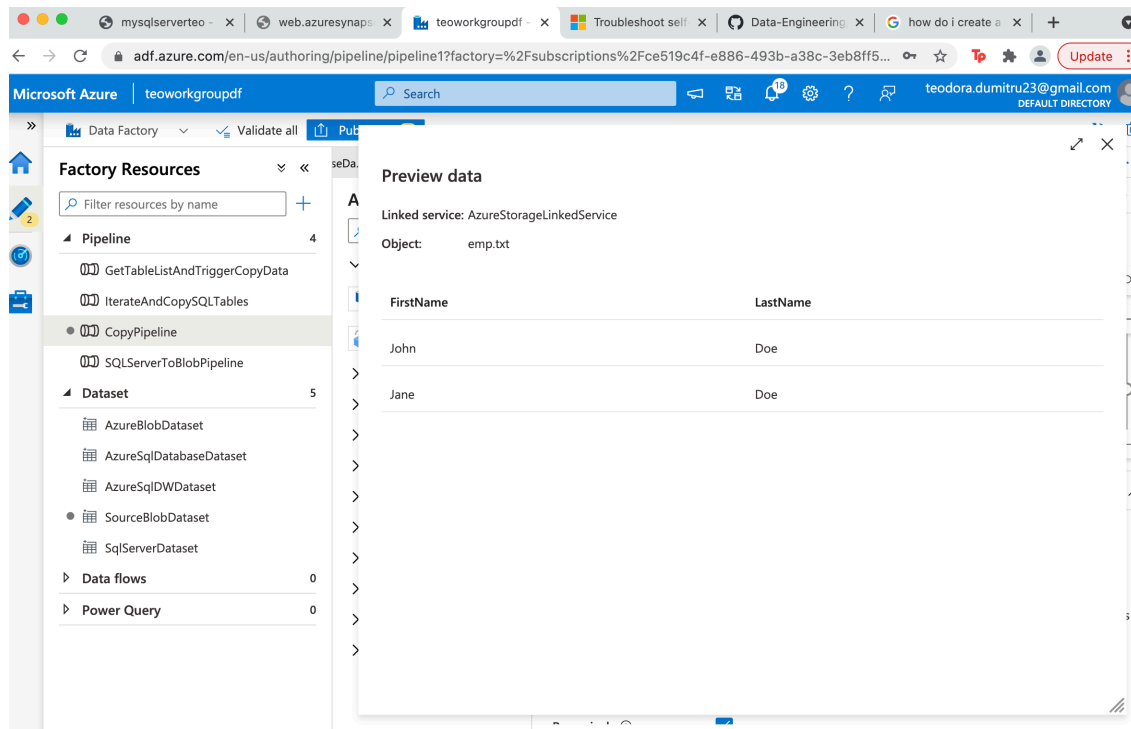 mysqlserverteo -
web.azuresynaps
teoworkgroupdf -
Troubleshoot self
Data-Engineering
how do i create a
adf.azure.com/en-us/authoring/pipeline/pipeline1?factory=%2Fsubscriptions%2Fce519c4f-e886-493b-a38c-3eb8ff5...
Tp
Update
Microsoft Azure
teoworkgroupdf
Search
18
teodora.dumitru23@gmail.com
DEFAULT DIRECTORY
Data Factory
Validate all
Pub
2
Factory Resources
Filter resources by name
Pipeline 4
GetTableListAndTriggerCopyData
IterateAndCopySQLTables
CopyPipeline
SQLServerToBlobPipeline
Dataset 5
AzureBlobDataset
AzureSqlDatabaseDataset
AzureSqlDWDataset
SourceBlobDataset
SqlServerDataset
Data flows 0
Power Query 0
seDa.
A
Preview data
Linked service: AzureStorageLinkedService
Object: emp.txt
FirstName LastName
John Doe
Jane Doe